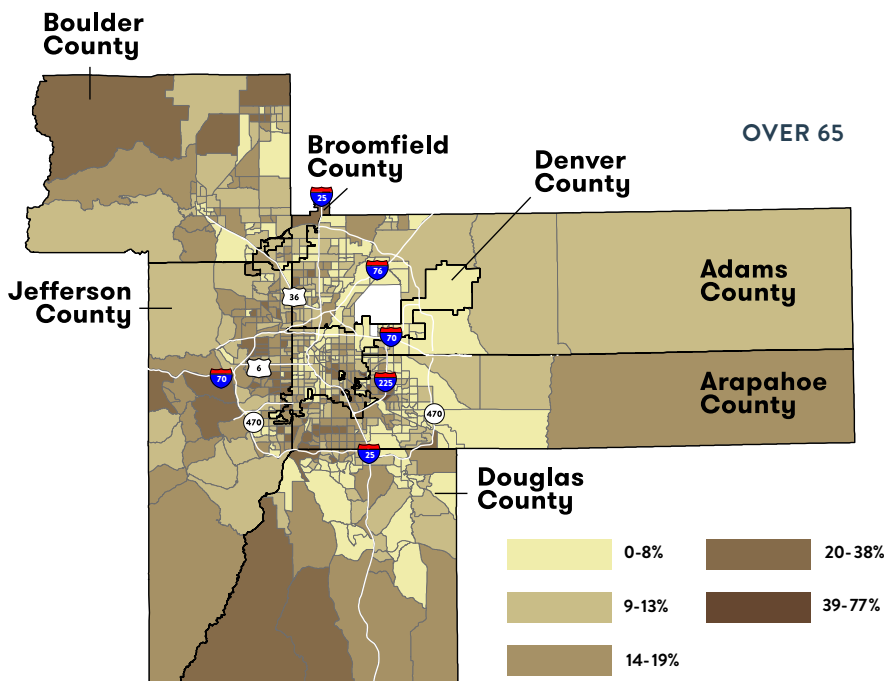 Boulder
County
OVER 65
Broomfield
County
Denver
County
25
76
Adams
County
Jefferson
County
36
70
6
70
225
Arapahoe
County
470
470
25
Douglas
County
0-8%
20-38%
9-13%
39-77%
14-19%